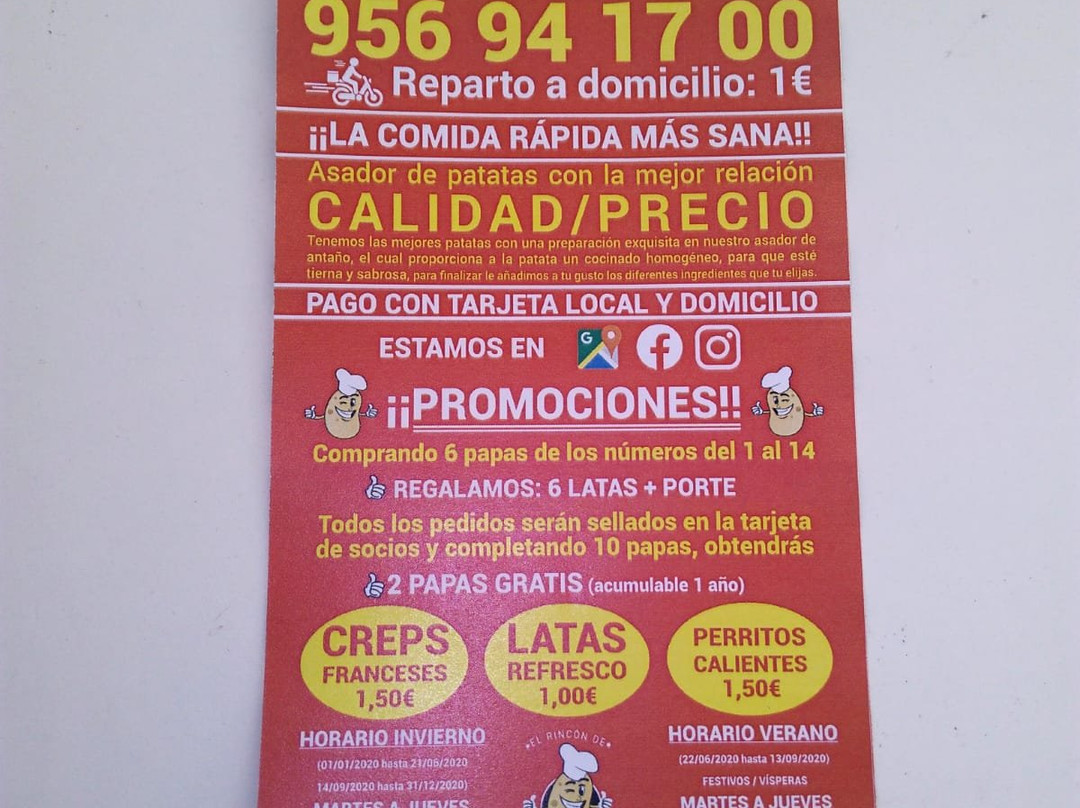 956 94 17 00
Reparto a domicilio: 1€
¡¡LA COMIDA RÁPIDA MÁS SANA!!
Asador de patatas con la mejor relación
CALIDAD/PRECIO
Tenemos las mejores patatas con una preparación exquisita en nuestro asador de
antaño, el cual proporciona a la patata un cocinado homogéneo, para que esté
tierna y sabrosa, para finalizar le añadimos a tu gusto los diferentes ingredientes que tu elijas.
PAGO CON TARJETA LOCAL Y DOMICILIO
ESTAMOS EN
G
¡¡PROMOCIONES!!
Comprando 6 papas de los números del 1 al 14
REGALAMOS: 6 LATAS + PORTE
Todos los pedidos serán sellados en la tarjeta
de socios y completando 10 papas, obtendrás
2 PAPAS GRATIS (acumulable 1 año)
CREPS
FRANCESES
1,50€
LATAS
REFRESCO
1,00€
PERRITOS
CALIENTES
1,50€
HORARIO INVIERNO
(01/01/2020 hasta 21/06/2020
14/09/2020 hasta 31/12/2020)
MARTES A JUEVES
•EL RINCÓN DE•
HORARIO VERANO
(22/06/2020 hasta 13/09/2020)
FESTIVOS / VÍSPERAS
MARTES A JUEVES